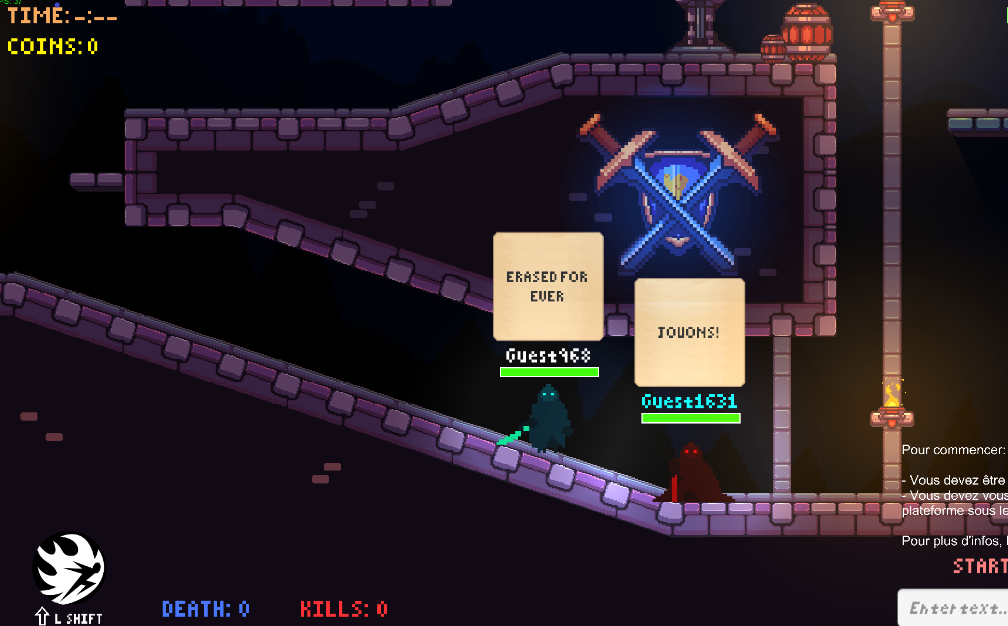 TIME:-:--
COINS:0
ERASED FOR
EVER
Guest968
JOUONS!
Guest1631
Pour commencer:
- Vous devez être
- Vous devez vous
plateforme sous le
Pour plus d'infos,
START
Enter text..
L SHIFT
DEATH: 0
KILLS: 0